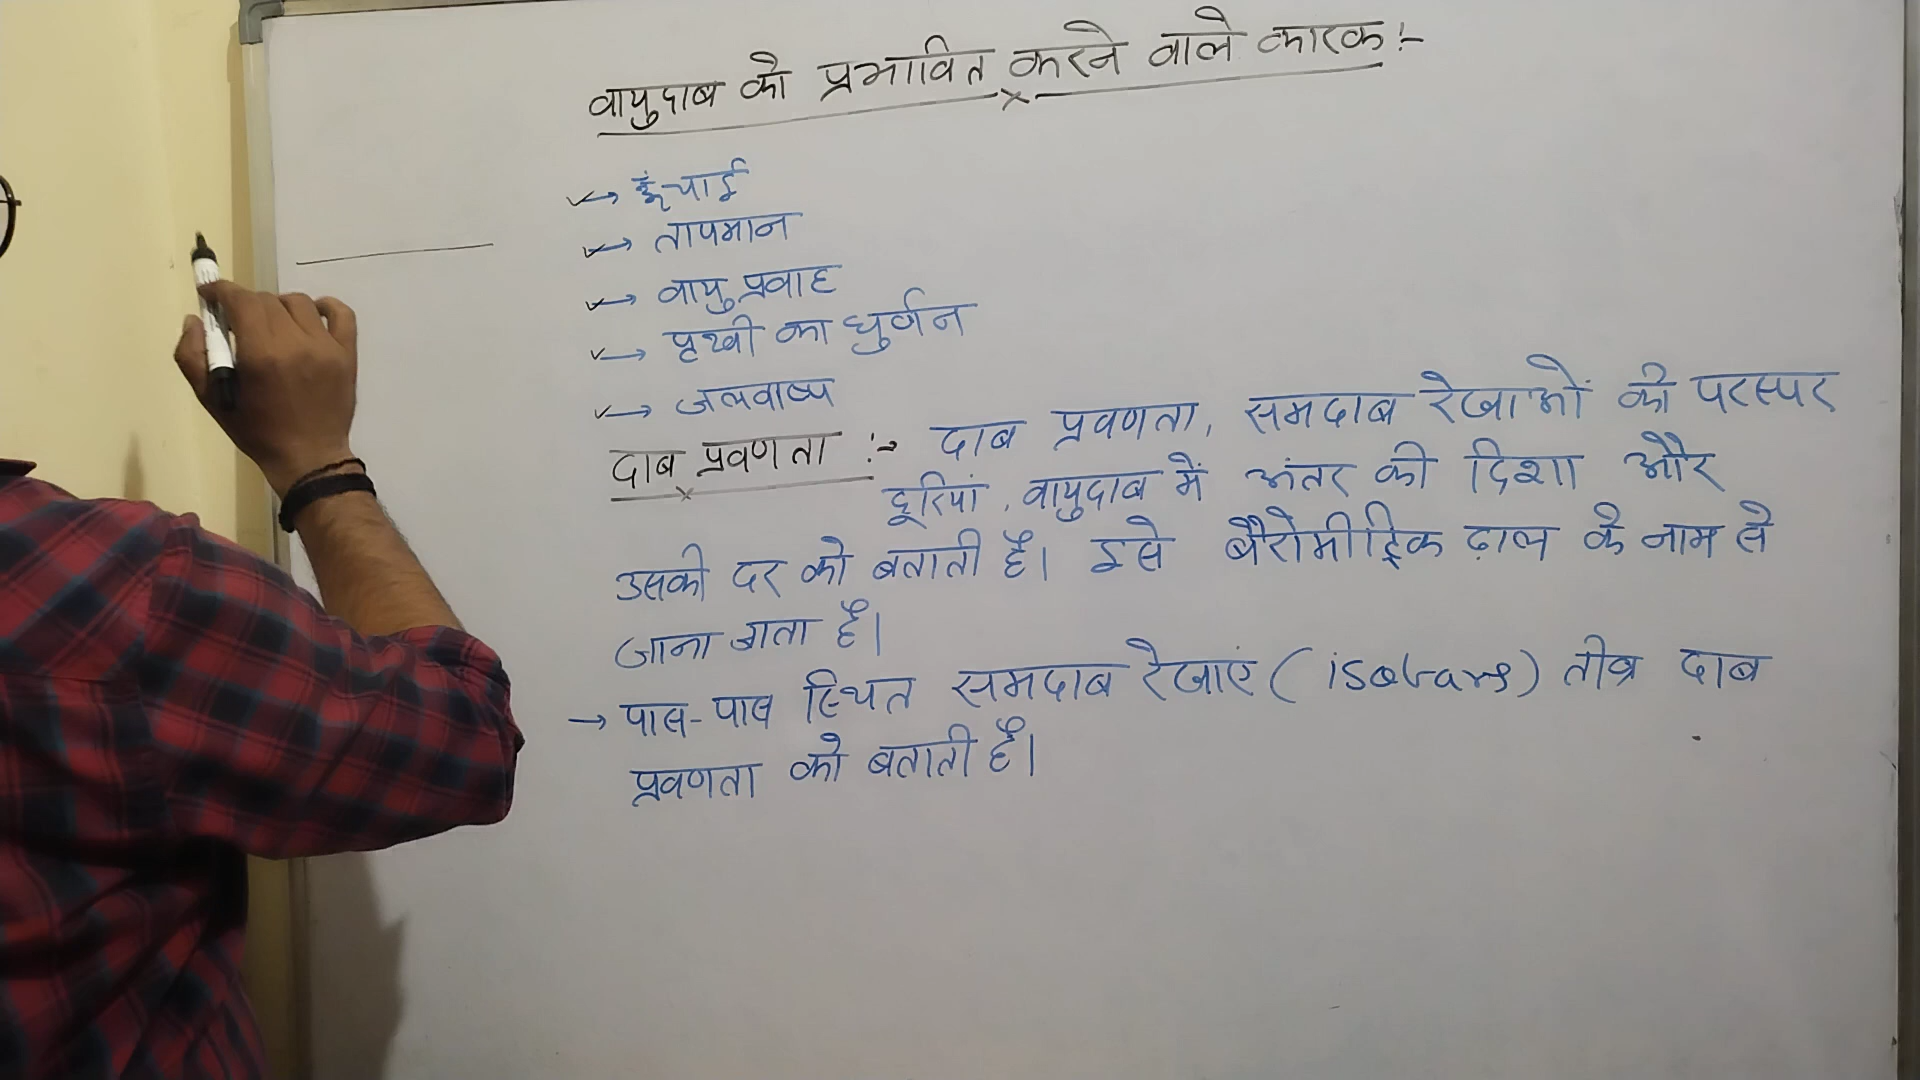 वायुदाब को प्रभावित करने वाले कारक :-
→ ऊंचाई
→ तापमान
→ वायु प्रवाह
→ पृथ्वी का घुर्णन
→ जलवाष्प
दाब प्रवणता :- दाब प्रवणता, समदाब रेखाओं की परस्पर
दूरियां, वायुदाब में अंतर की दिशा और
उसकी दर को बताती है। इसे बैरोमीट्रिक ढ़ाल के नाम से
जाना जाता है।
→ पास-पास स्थित समदाब रेखाएं (isobars) तीव्र दाब
प्रवणता को बताती है।